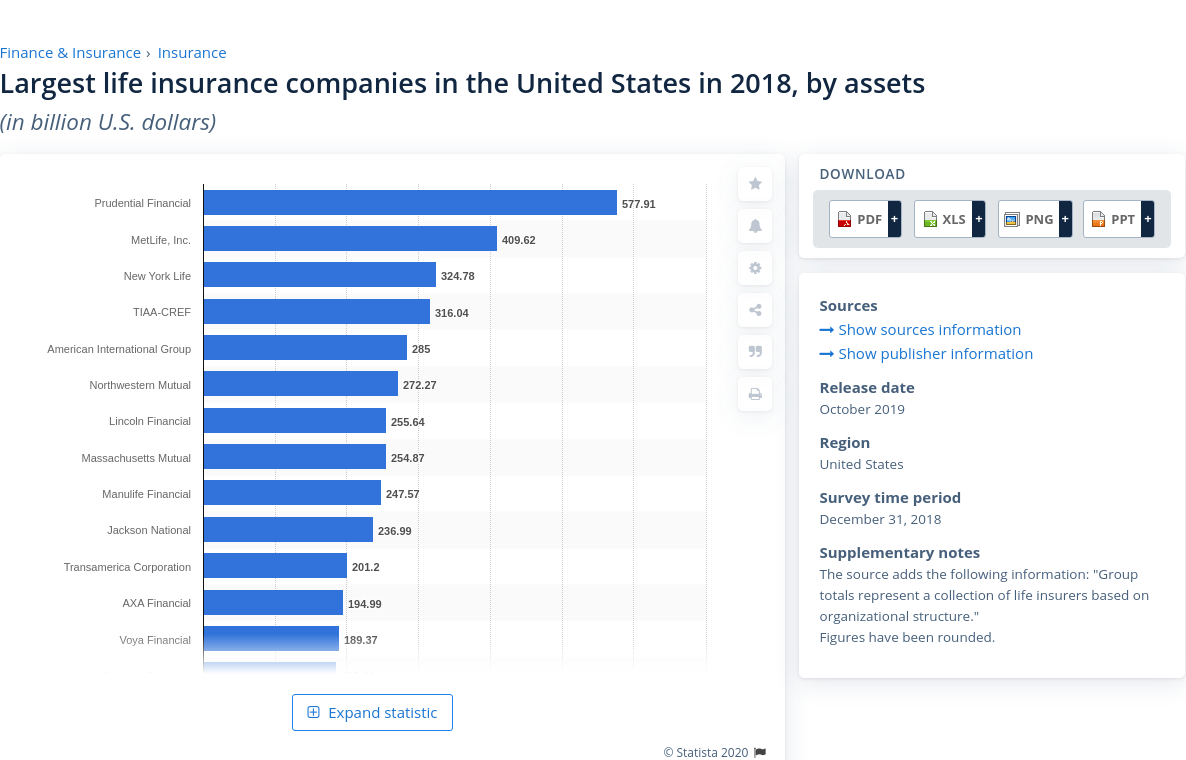 Finance & Insurance › Insurance
Largest life insurance companies in the United States in 2018, by assets
(in billion U.S. dollars)
Prudential Financial 577.91
MetLife, Inc. 409.62
New York Life 324.78
TIAA-CREF 316.04
American International Group 285
Northwestern Mutual 272.27
Lincoln Financial 255.64
Massachusetts Mutual 254.87
Manulife Financial 247.57
Jackson National 236.99
Transamerica Corporation 201.2
AXA Financial 194.99
Voya Financial 189.37
Expand statistic
© Statista 2020
DOWNLOAD
PDF + XLS + PNG + PPT +
Sources
Show sources information
Show publisher information
Release date
October 2019
Region
United States
Survey time period
December 31, 2018
Supplementary notes
The source adds the following information: "Group
totals represent a collection of life insurers based on
organizational structure."
Figures have been rounded.